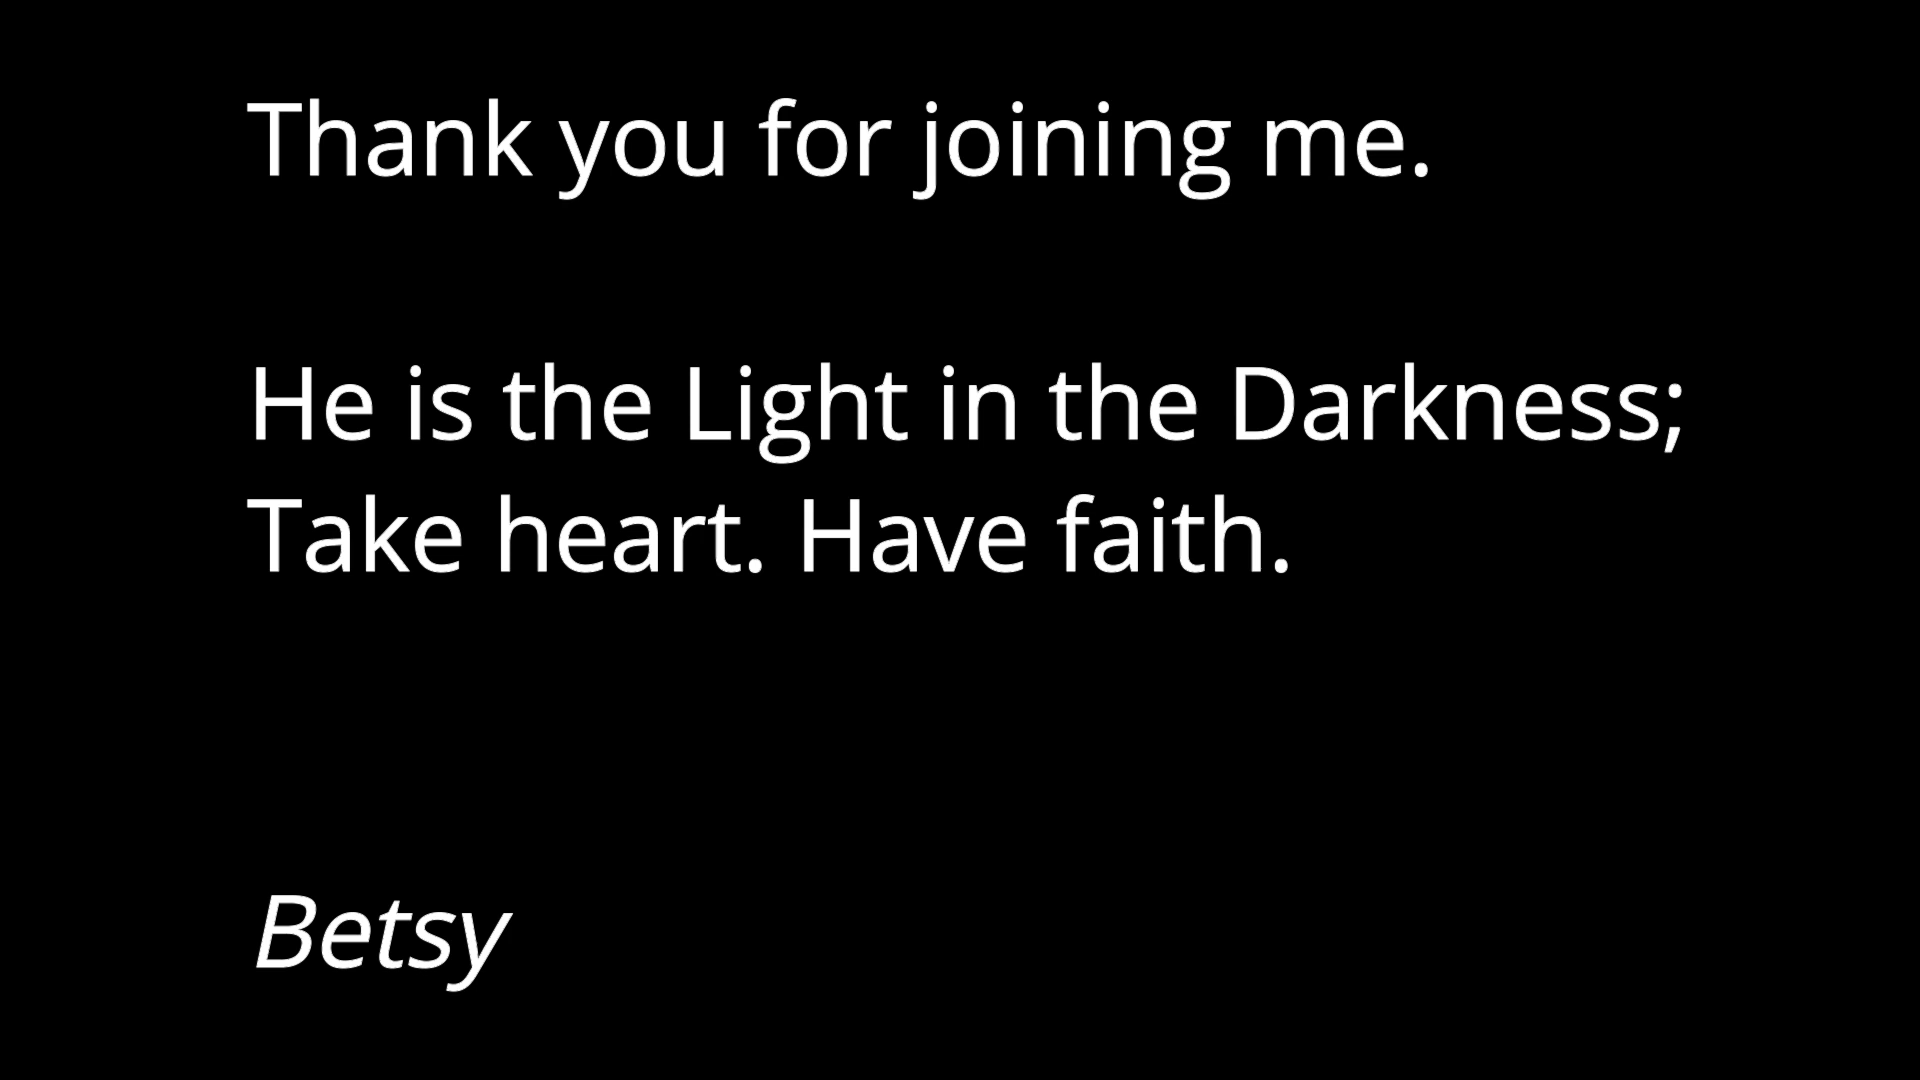 Thank you for joining me.
He is the Light in the Darkness;
Take heart. Have faith.
Betsy